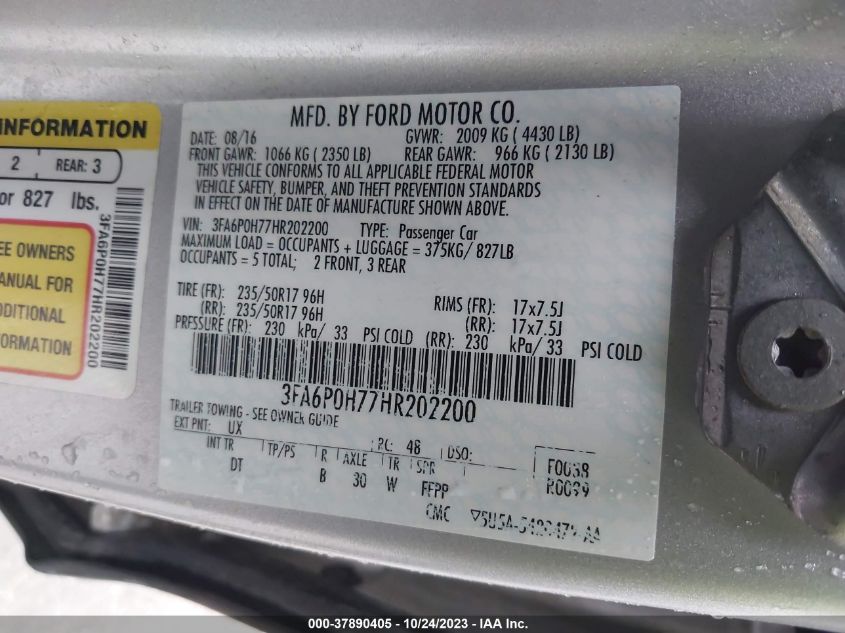 INFORMATION
2 REAR: 3
or 827 lbs.
SEE OWNERS
MANUAL FOR
ADDITIONAL
INFORMATION
3FA6P0H77HR202200
MFD. BY FORD MOTOR CO.
DATE: 08/16 GVWR: 2009 KG ( 4430 LB)
FRONT GAWR: 1066 KG ( 2350 LB) REAR GAWR: 966 KG ( 2130 LB)
THIS VEHICLE CONFORMS TO ALL APPLICABLE FEDERAL MOTOR
VEHICLE SAFETY, BUMPER, AND THEFT PREVENTION STANDARDS
IN EFFECT ON THE DATE OF MANUFACTURE SHOWN ABOVE.
VIN: 3FA6P0H77HR202200 TYPE: Passenger Car
MAXIMUM LOAD = OCCUPANTS + LUGGAGE = 375KG/ 827LB
OCCUPANTS = 5 TOTAL; 2 FRONT, 3 REAR
TIRE (FR): 235/50R17 96H RIMS (FR): 17x7.5J
(RR): 235/50R17 96H (RR): 17x7.5J
PRESSURE (FR): 230 kPa/ 33 PSI COLD (RR): 230 kPa/ 33 PSI COLD
3FA6P0H77HR202200
TRAILER TOWING - SEE OWNER GUIDE
EXT PNT: UX RC: 48 DSO:
INT TR TP/PS R AXLE TR SPR F0038
DT B 30 W FFPP R0099
CMC
000-37890405 - 10/24/2023 - IAA Inc.